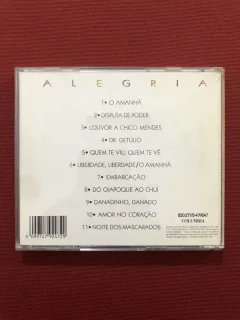 ALEGRIA
1• O AMANHÃ
2• DISPUTA DE PODER
3• LOUVOR A CHICO MENDES
4• DR. GETÚLIO
5• QUEM TE VIU, QUEM TE VÊ
6• LIBERDADE, LIBERDADE/O AMANHÃ
7• EMBARCAÇÃO
8• DO OIAPOQUE AO CHUÍ
9• DANADINHO, DANADO
10• AMOR NO CORAÇÃO
11• NOITE DOS MASCARADOS
COLUMBIA